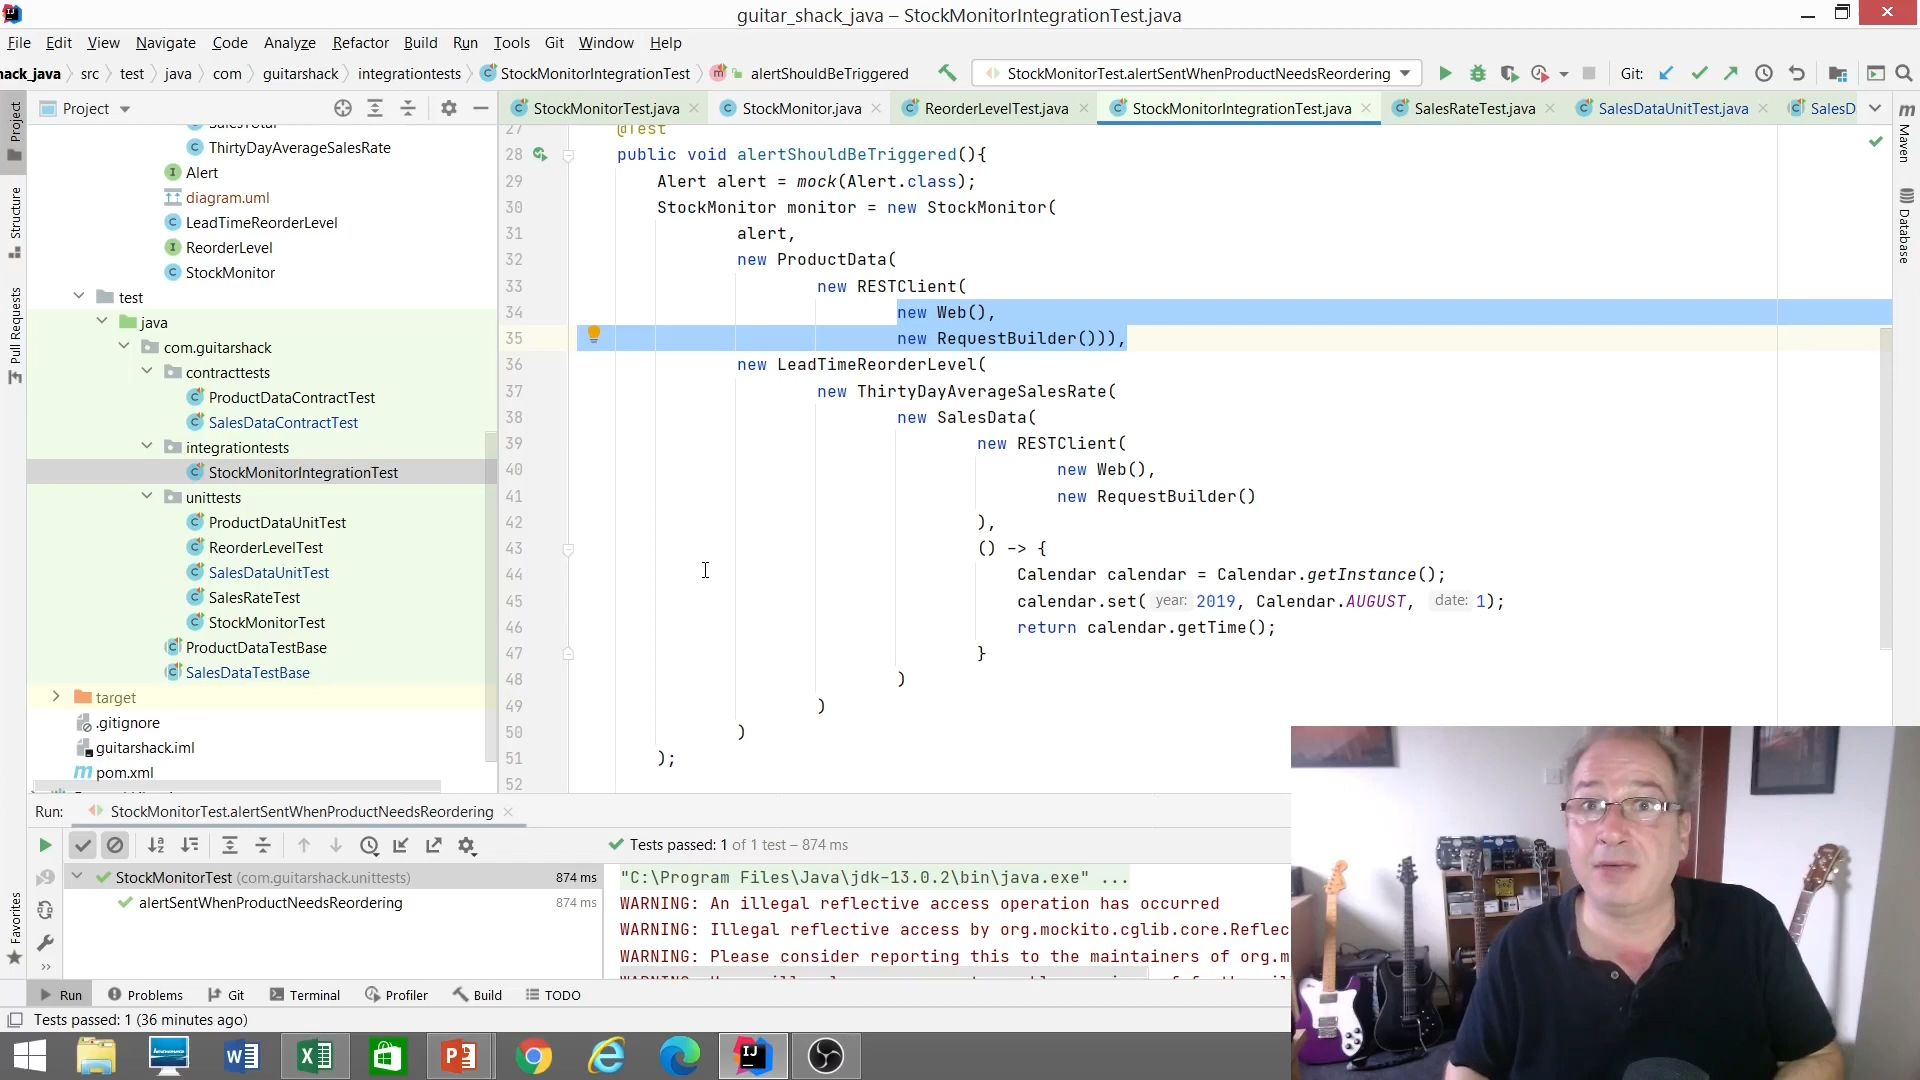 guitar_shack_java – StockMonitorIntegrationTest.java
File Edit View Navigate Code Analyze Refactor Build Run Tools Git Window Help
hack_java src test java com guitarshack integrationtests StockMonitorIntegrationTest alertShouldBeTriggered StockMonitorTest.alertSentWhenProductNeedsReordering Git:
Project StockMonitorTest.java StockMonitor.java ReorderLevelTest.java StockMonitorIntegrationTest.java SalesRateTest.java SalesDataUnitTest.java SalesD
Project
Structure
Pull Requests
Favorites
Maven
Database
SalesTotal
ThirtyDayAverageSalesRate
Alert
diagram.uml
LeadTimeReorderLevel
ReorderLevel
StockMonitor
test
java
com.guitarshack
contracttests
ProductDataContractTest
SalesDataContractTest
integrationtests
StockMonitorIntegrationTest
unittests
ProductDataUnitTest
ReorderLevelTest
SalesDataUnitTest
SalesRateTest
StockMonitorTest
ProductDataTestBase
SalesDataTestBase
target
.gitignore
guitarshack.iml
pom.xml
27 @Test
28 public void alertShouldBeTriggered(){
29 Alert alert = mock(Alert.class);
30 StockMonitor monitor = new StockMonitor(
31 alert,
32 new ProductData(
33 new RESTClient(
34 new Web(),
35 new RequestBuilder())),
36 new LeadTimeReorderLevel(
37 new ThirtyDayAverageSalesRate(
38 new SalesData(
39 new RESTClient(
40 new Web(),
41 new RequestBuilder()
42 ),
43 () -> {
44 Calendar calendar = Calendar.getInstance();
45 calendar.set( year: 2019, Calendar.AUGUST, date: 1);
46 return calendar.getTime();
47 }
48 )
49 )
50 )
51 );
52
Run: StockMonitorTest.alertSentWhenProductNeedsReordering
Tests passed: 1 of 1 test – 874 ms
StockMonitorTest (com.guitarshack.unittests) 874 ms
alertSentWhenProductNeedsReordering 874 ms
"C:\Program Files\Java\jdk-13.0.2\bin\java.exe" ...
WARNING: An illegal reflective access operation has occurred
WARNING: Illegal reflective access by org.mockito.cglib.core.Reflec
WARNING: Please consider reporting this to the maintainers of org.m
Run Problems Git Terminal Profiler Build TODO
Tests passed: 1 (36 minutes ago)